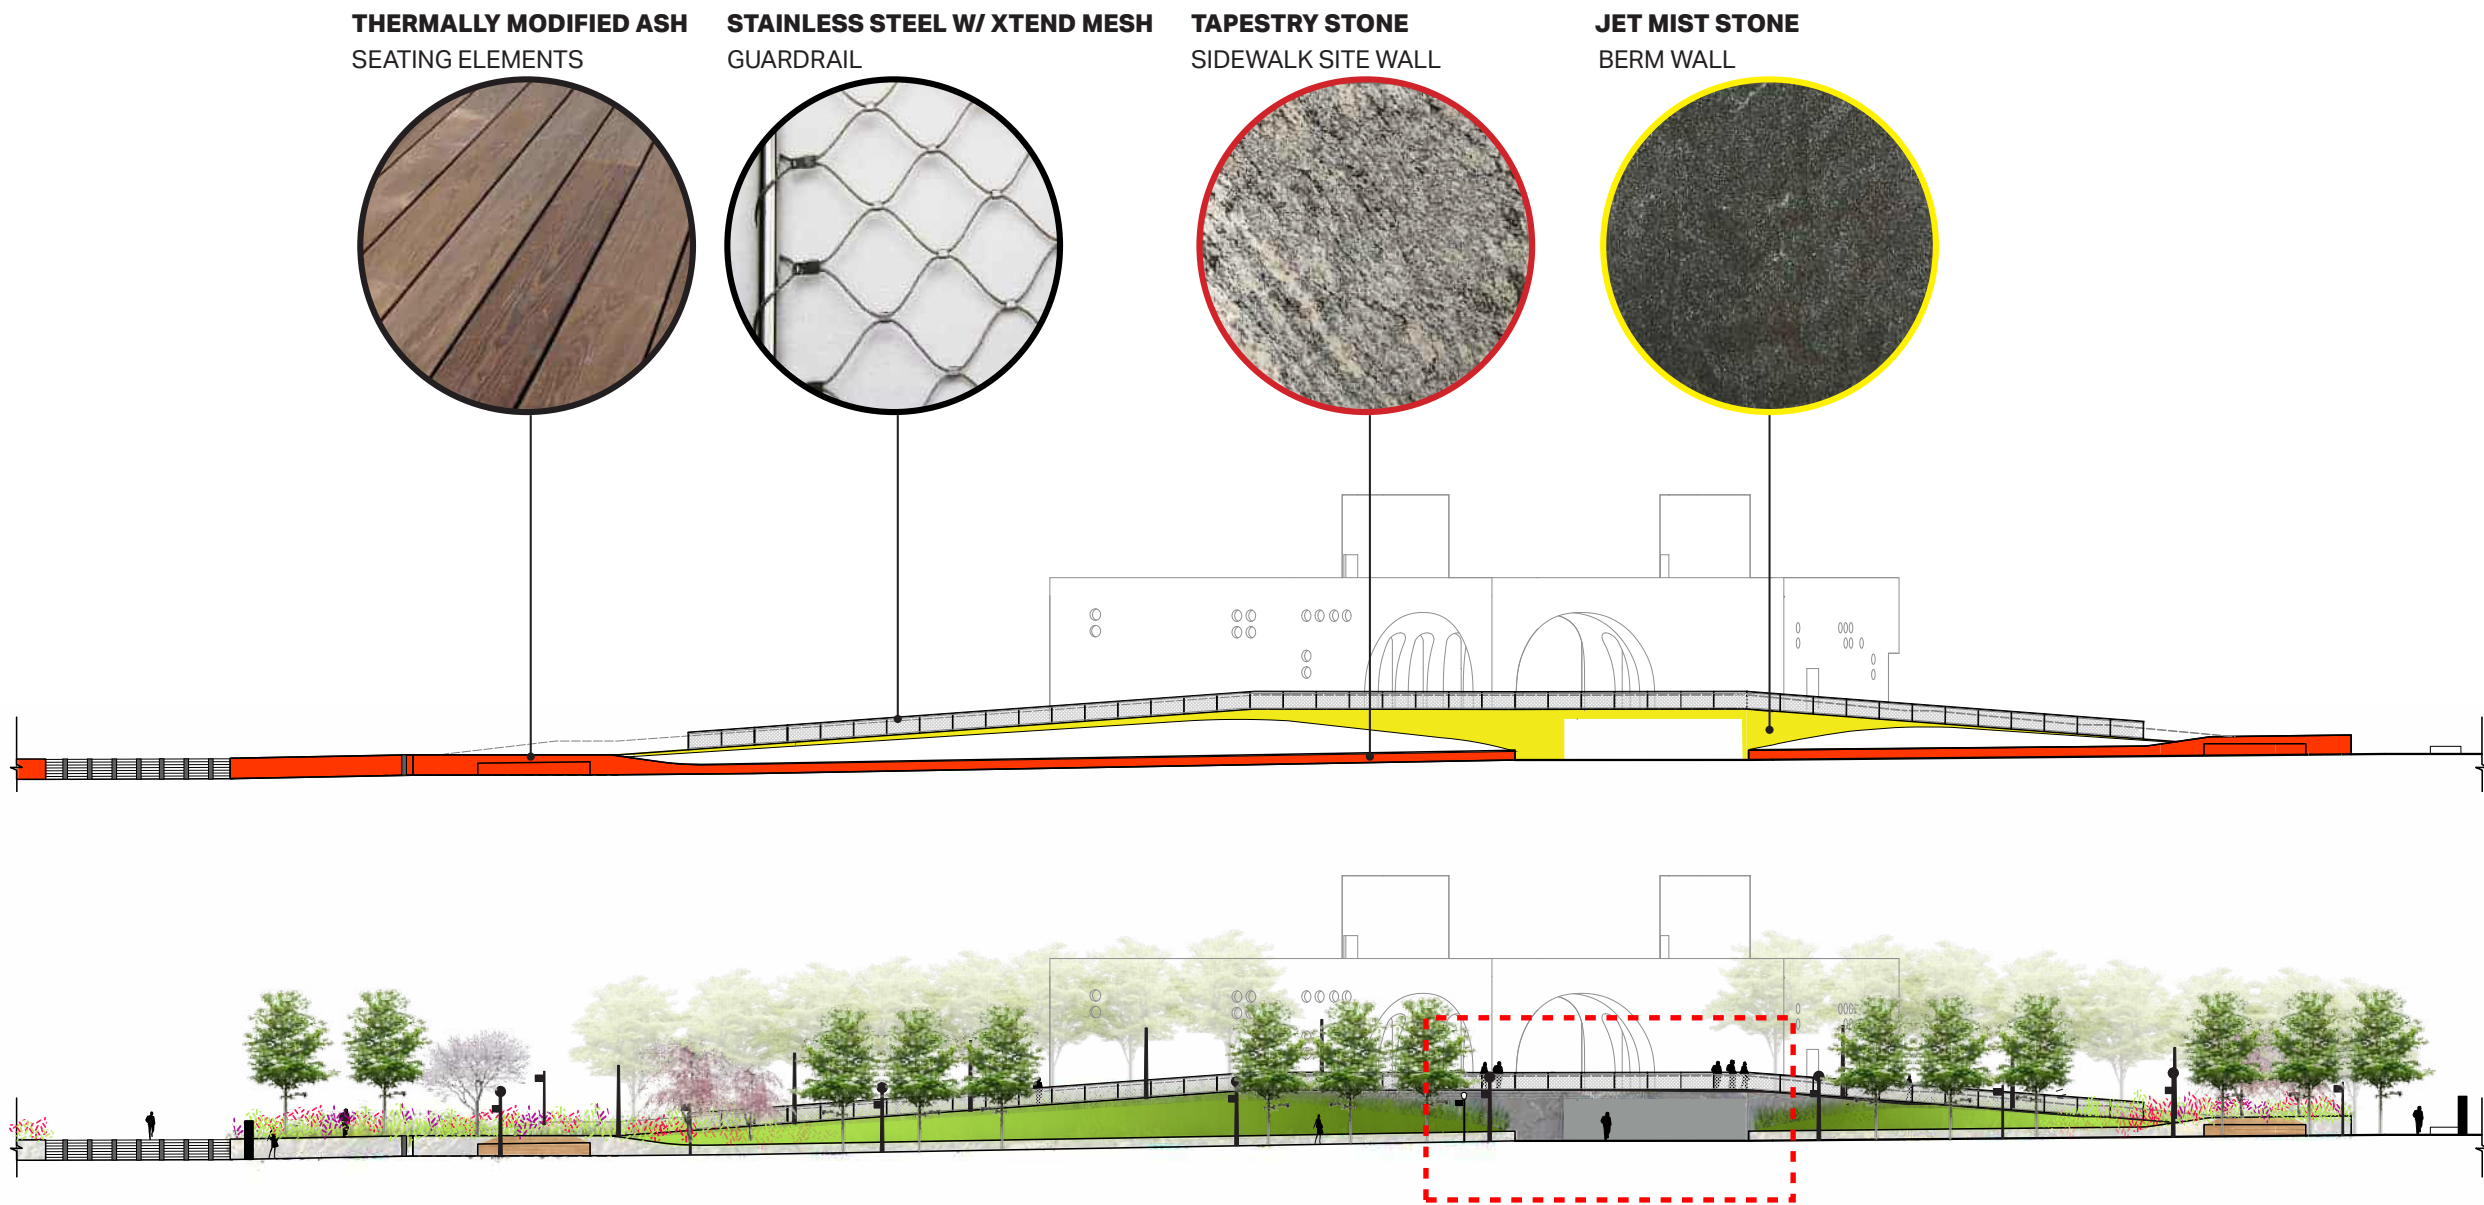 THERMALLY MODIFIED ASH
SEATING ELEMENTS
STAINLESS STEEL W/ XTEND MESH
GUARDRAIL
TAPESTRY STONE
SIDEWALK SITE WALL
JET MIST STONE
BERM WALL